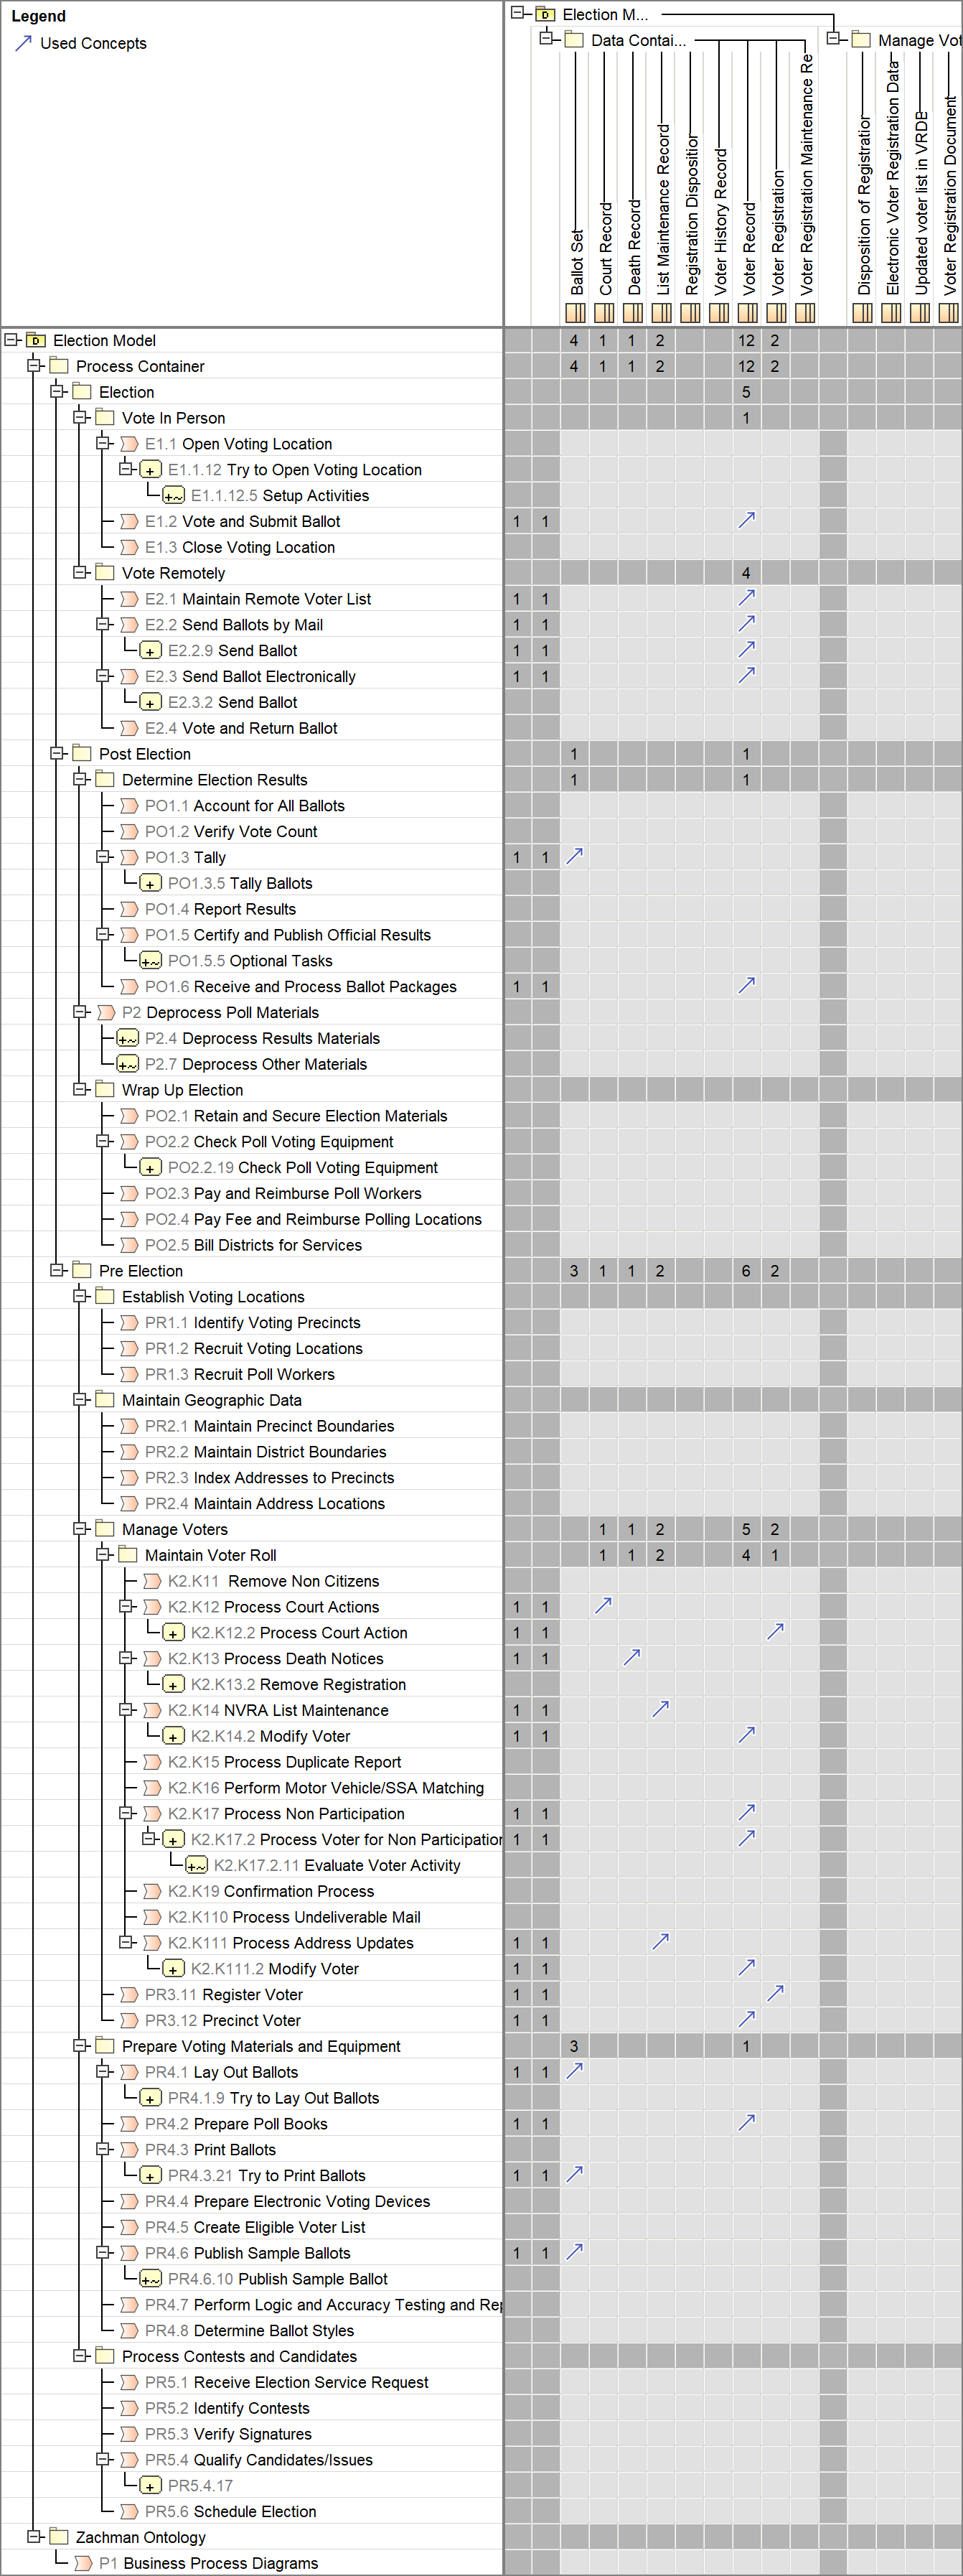 Legend
Used Concepts
Election M...
Data Contai...
Manage Vot
Ballot Set
Court Record
Death Record
List Maintenance Record
Registration Disposition
Voter History Record
Voter Record
Voter Registration
Voter Registration Maintenance Re
Disposition of Registration
Electronic Voter Registration Data
Updated voter list in VRDB
Voter Registration Document
Election Model 4 1 1 2 12 2
Process Container 4 1 1 2 12 2
Election 5
Vote In Person 1
E1.1 Open Voting Location
E1.1.12 Try to Open Voting Location
E1.1.12.5 Setup Activities
E1.2 Vote and Submit Ballot 1 1
E1.3 Close Voting Location
Vote Remotely 4
E2.1 Maintain Remote Voter List 1 1
E2.2 Send Ballots by Mail 1 1
E2.2.9 Send Ballot 1 1
E2.3 Send Ballot Electronically 1 1
E2.3.2 Send Ballot
E2.4 Vote and Return Ballot
Post Election 1 1
Determine Election Results 1 1
PO1.1 Account for All Ballots
PO1.2 Verify Vote Count
PO1.3 Tally 1 1
PO1.3.5 Tally Ballots
PO1.4 Report Results
PO1.5 Certify and Publish Official Results
PO1.5.5 Optional Tasks
PO1.6 Receive and Process Ballot Packages 1 1
P2 Deprocess Poll Materials
P2.4 Deprocess Results Materials
P2.7 Deprocess Other Materials
Wrap Up Election
PO2.1 Retain and Secure Election Materials
PO2.2 Check Poll Voting Equipment
PO2.2.19 Check Poll Voting Equipment
PO2.3 Pay and Reimburse Poll Workers
PO2.4 Pay Fee and Reimburse Polling Locations
PO2.5 Bill Districts for Services
Pre Election 3 1 1 2 6 2
Establish Voting Locations
PR1.1 Identify Voting Precincts
PR1.2 Recruit Voting Locations
PR1.3 Recruit Poll Workers
Maintain Geographic Data
PR2.1 Maintain Precinct Boundaries
PR2.2 Maintain District Boundaries
PR2.3 Index Addresses to Precincts
PR2.4 Maintain Address Locations
Manage Voters 1 1 2 5 2
Maintain Voter Roll 1 1 2 4 1
K2.K11 Remove Non Citizens
K2.K12 Process Court Actions 1 1
K2.K12.2 Process Court Action 1 1
K2.K13 Process Death Notices 1 1
K2.K13.2 Remove Registration
K2.K14 NVRA List Maintenance 1 1
K2.K14.2 Modify Voter 1 1
K2.K15 Process Duplicate Report
K2.K16 Perform Motor Vehicle/SSA Matching
K2.K17 Process Non Participation 1 1
K2.K17.2 Process Voter for Non Participation 1 1
K2.K17.2.11 Evaluate Voter Activity
K2.K19 Confirmation Process
K2.K110 Process Undeliverable Mail
K2.K111 Process Address Updates 1 1
K2.K111.2 Modify Voter 1 1
PR3.11 Register Voter 1 1
PR3.12 Precinct Voter 1 1
Prepare Voting Materials and Equipment 3 1
PR4.1 Lay Out Ballots 1 1
PR4.1.9 Try to Lay Out Ballots
PR4.2 Prepare Poll Books 1 1
PR4.3 Print Ballots
PR4.3.21 Try to Print Ballots 1 1
PR4.4 Prepare Electronic Voting Devices
PR4.5 Create Eligible Voter List
PR4.6 Publish Sample Ballots 1 1
PR4.6.10 Publish Sample Ballot
PR4.7 Perform Logic and Accuracy Testing and Rep
PR4.8 Determine Ballot Styles
Process Contests and Candidates
PR5.1 Receive Election Service Request
PR5.2 Identify Contests
PR5.3 Verify Signatures
PR5.4 Qualify Candidates/Issues
PR5.4.17
PR5.6 Schedule Election
Zachman Ontology
P1 Business Process Diagrams